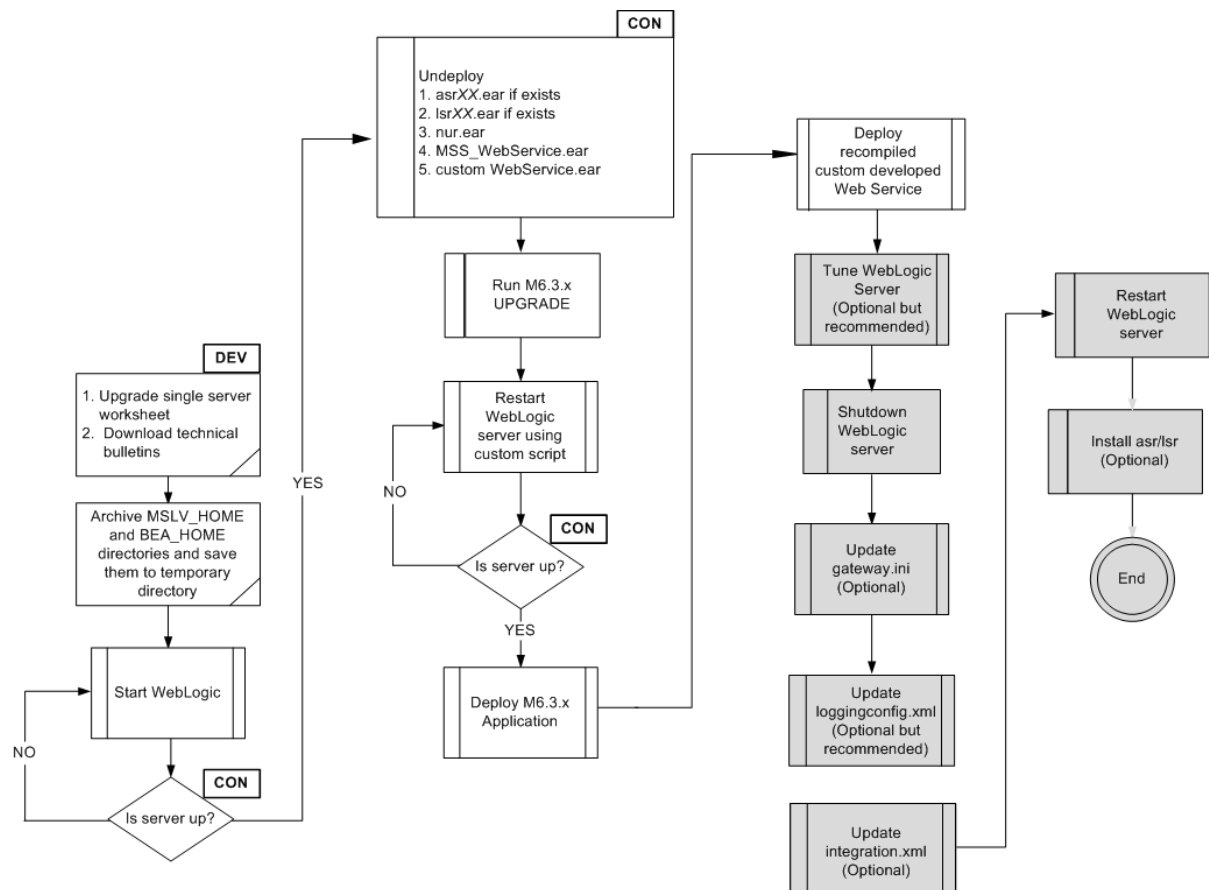 DEV
1. Upgrade single server
worksheet
2. Download technical
bulletins
Archive MSLV_HOME
and BEA_HOME
directories and save
them to temporary
directory
Start WebLogic
NO
CON
Is server up?
YES
CON
Undeploy
1. asrXX.ear if exists
2. lsrXX.ear if exists
3. nur.ear
4. MSS_WebService.ear
5. custom WebService.ear
Run M6.3.x
UPGRADE
Restart
WebLogic
server using
custom script
NO
CON
Is server up?
YES
Deploy M6.3.x
Application
Deploy
recompiled
custom developed
Web Service
Tune WebLogic
Server
(Optional but
recommended)
Shutdown
WebLogic
server
Update
gateway.ini
(Optional)
Update
loggingconfig.xml
(Optional but
recommended)
Update
integration.xml
(Optional)
Restart
WebLogic
server
Install asr/lsr
(Optional)
End